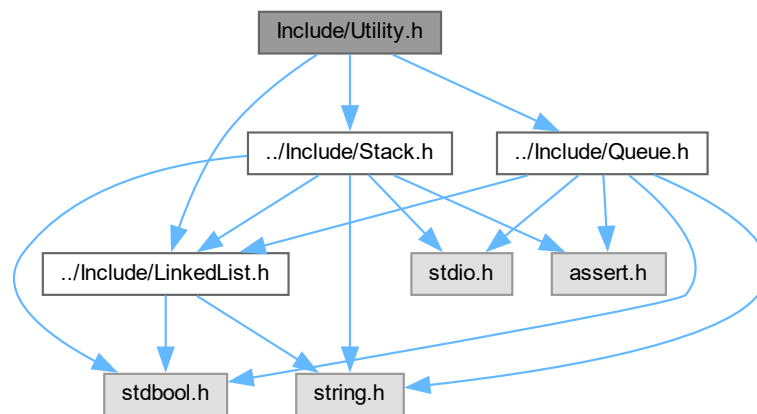 Include/Utility.h
../Include/Stack.h
../Include/Queue.h
../Include/LinkedList.h
stdio.h
assert.h
stdbool.h
string.h